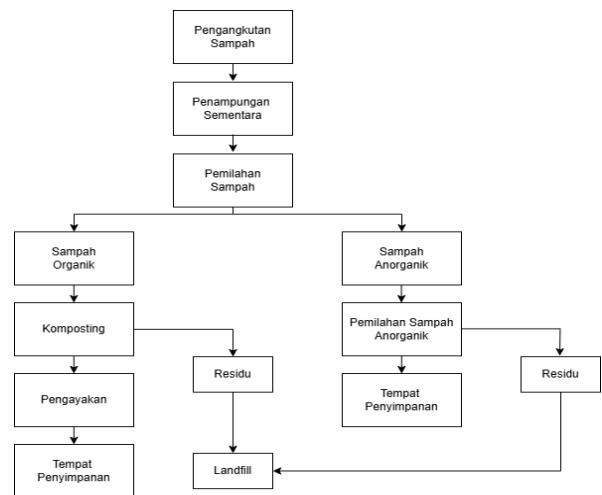 Pengangkutan
Sampah
Penampungan
Sementara
Pemilahan
Sampah
Sampah
Organik
Sampah
Anorganik
Komposting
Pemilahan Sampah
Anorganik
Residu
Residu
Pengayakan
Tempat
Penyimpanan
Tempat
Penyimpanan
Landfill